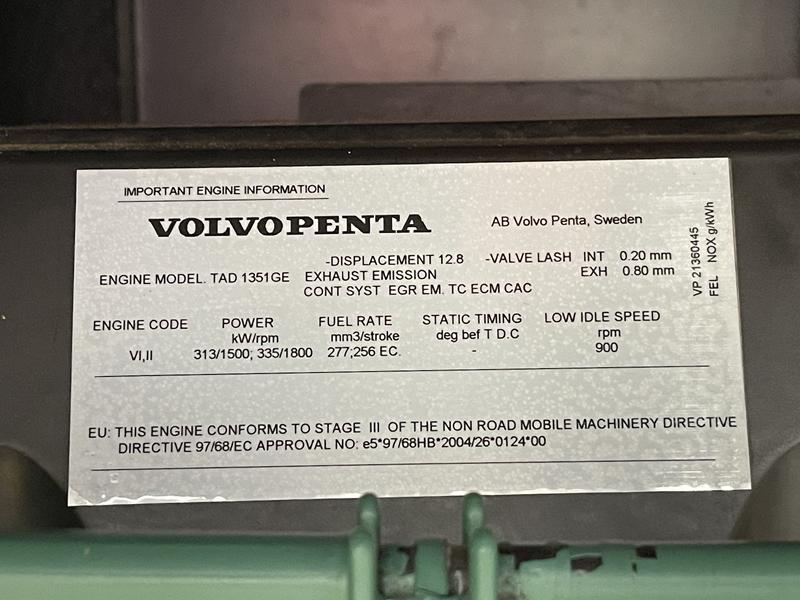 IMPORTANT ENGINE INFORMATION
VOLVO PENTA
AB Volvo Penta, Sweden
-DISPLACEMENT 12.8 -VALVE LASH INT 0.20 mm
ENGINE MODEL. TAD 1351GE EXHAUST EMISSION EXH 0.80 mm
CONT SYST EGR EM. TC ECM CAC
VP 21360445
FEL NOX g/kWh
ENGINE CODE POWER FUEL RATE STATIC TIMING LOW IDLE SPEED
kW/rpm mm3/stroke deg bef T D.C rpm
VI,II 313/1500; 335/1800 277;256 EC. - 900
EU: THIS ENGINE CONFORMS TO STAGE III OF THE NON ROAD MOBILE MACHINERY DIRECTIVE
DIRECTIVE 97/68/EC APPROVAL NO: e5*97/68HB*2004/26*0124*00